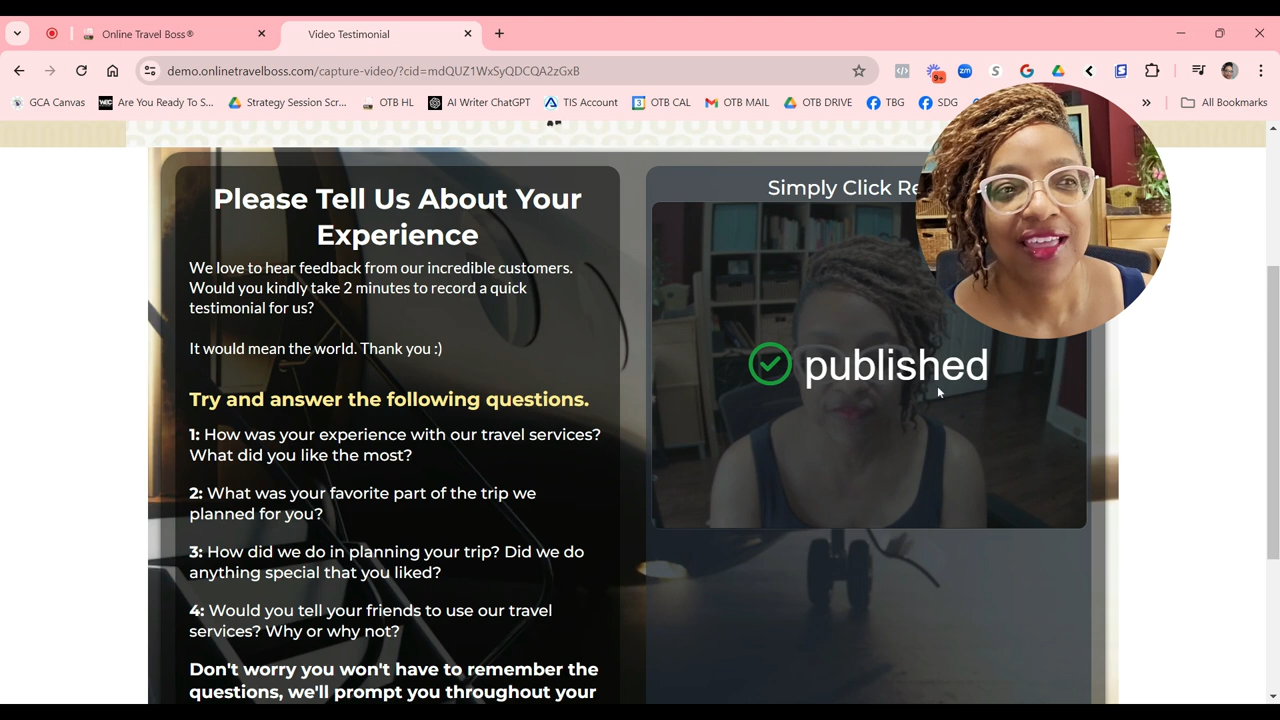 Online Travel Boss®
Video Testimonial
demo.onlinetravelboss.com/capture-video/?cid=mdQUZ1WxSyQDCQA2zGxB
9+
zm
S
GCA Canvas
WEC
Are You Ready To S...
Strategy Session Scr...
OTB HL
AI Writer ChatGPT
TIS Account
3
OTB CAL
OTB MAIL
OTB DRIVE
TBG
SDG
»
All Bookmarks
Please Tell Us About Your
Experience
We love to hear feedback from our incredible customers.
Would you kindly take 2 minutes to record a quick
testimonial for us?
It would mean the world. Thank you :)
Try and answer the following questions.
1: How was your experience with our travel services?
What did you like the most?
2: What was your favorite part of the trip we
planned for you?
3: How did we do in planning your trip? Did we do
anything special that you liked?
4: Would you tell your friends to use our travel
services? Why or why not?
Don't worry you won't have to remember the
questions, we'll prompt you throughout your
Simply Click Re
published